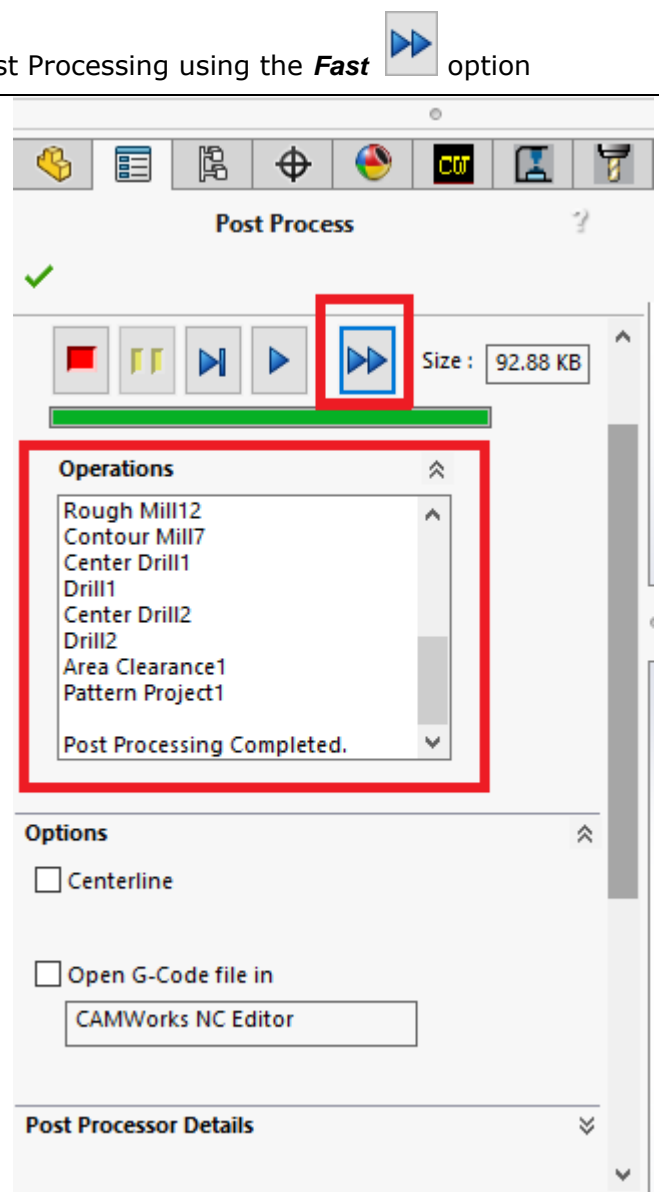 st Processing using the Fast option
CW
Post Process ?
Size : 92.88 KB
Operations
Rough Mill12
Contour Mill7
Center Drill1
Drill1
Center Drill2
Drill2
Area Clearance1
Pattern Project1
Post Processing Completed.
Options
Centerline
Open G-Code file in
CAMWorks NC Editor
Post Processor Details